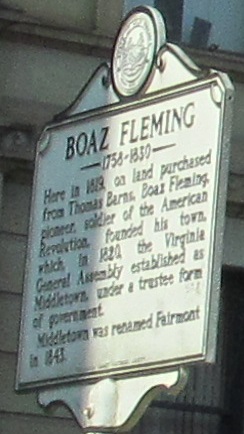 BOAZ FLEMING
1758-1830
Here in 1819, on land purchased
from Thomas Barns, Boaz Fleming,
pioneer, soldier of the American
Revolution, founded his town,
which, in 1820, the Virginia
General Assembly established as
Middletown, under a trustee form
of government.
Middletown was renamed Fairmont
in 1843.